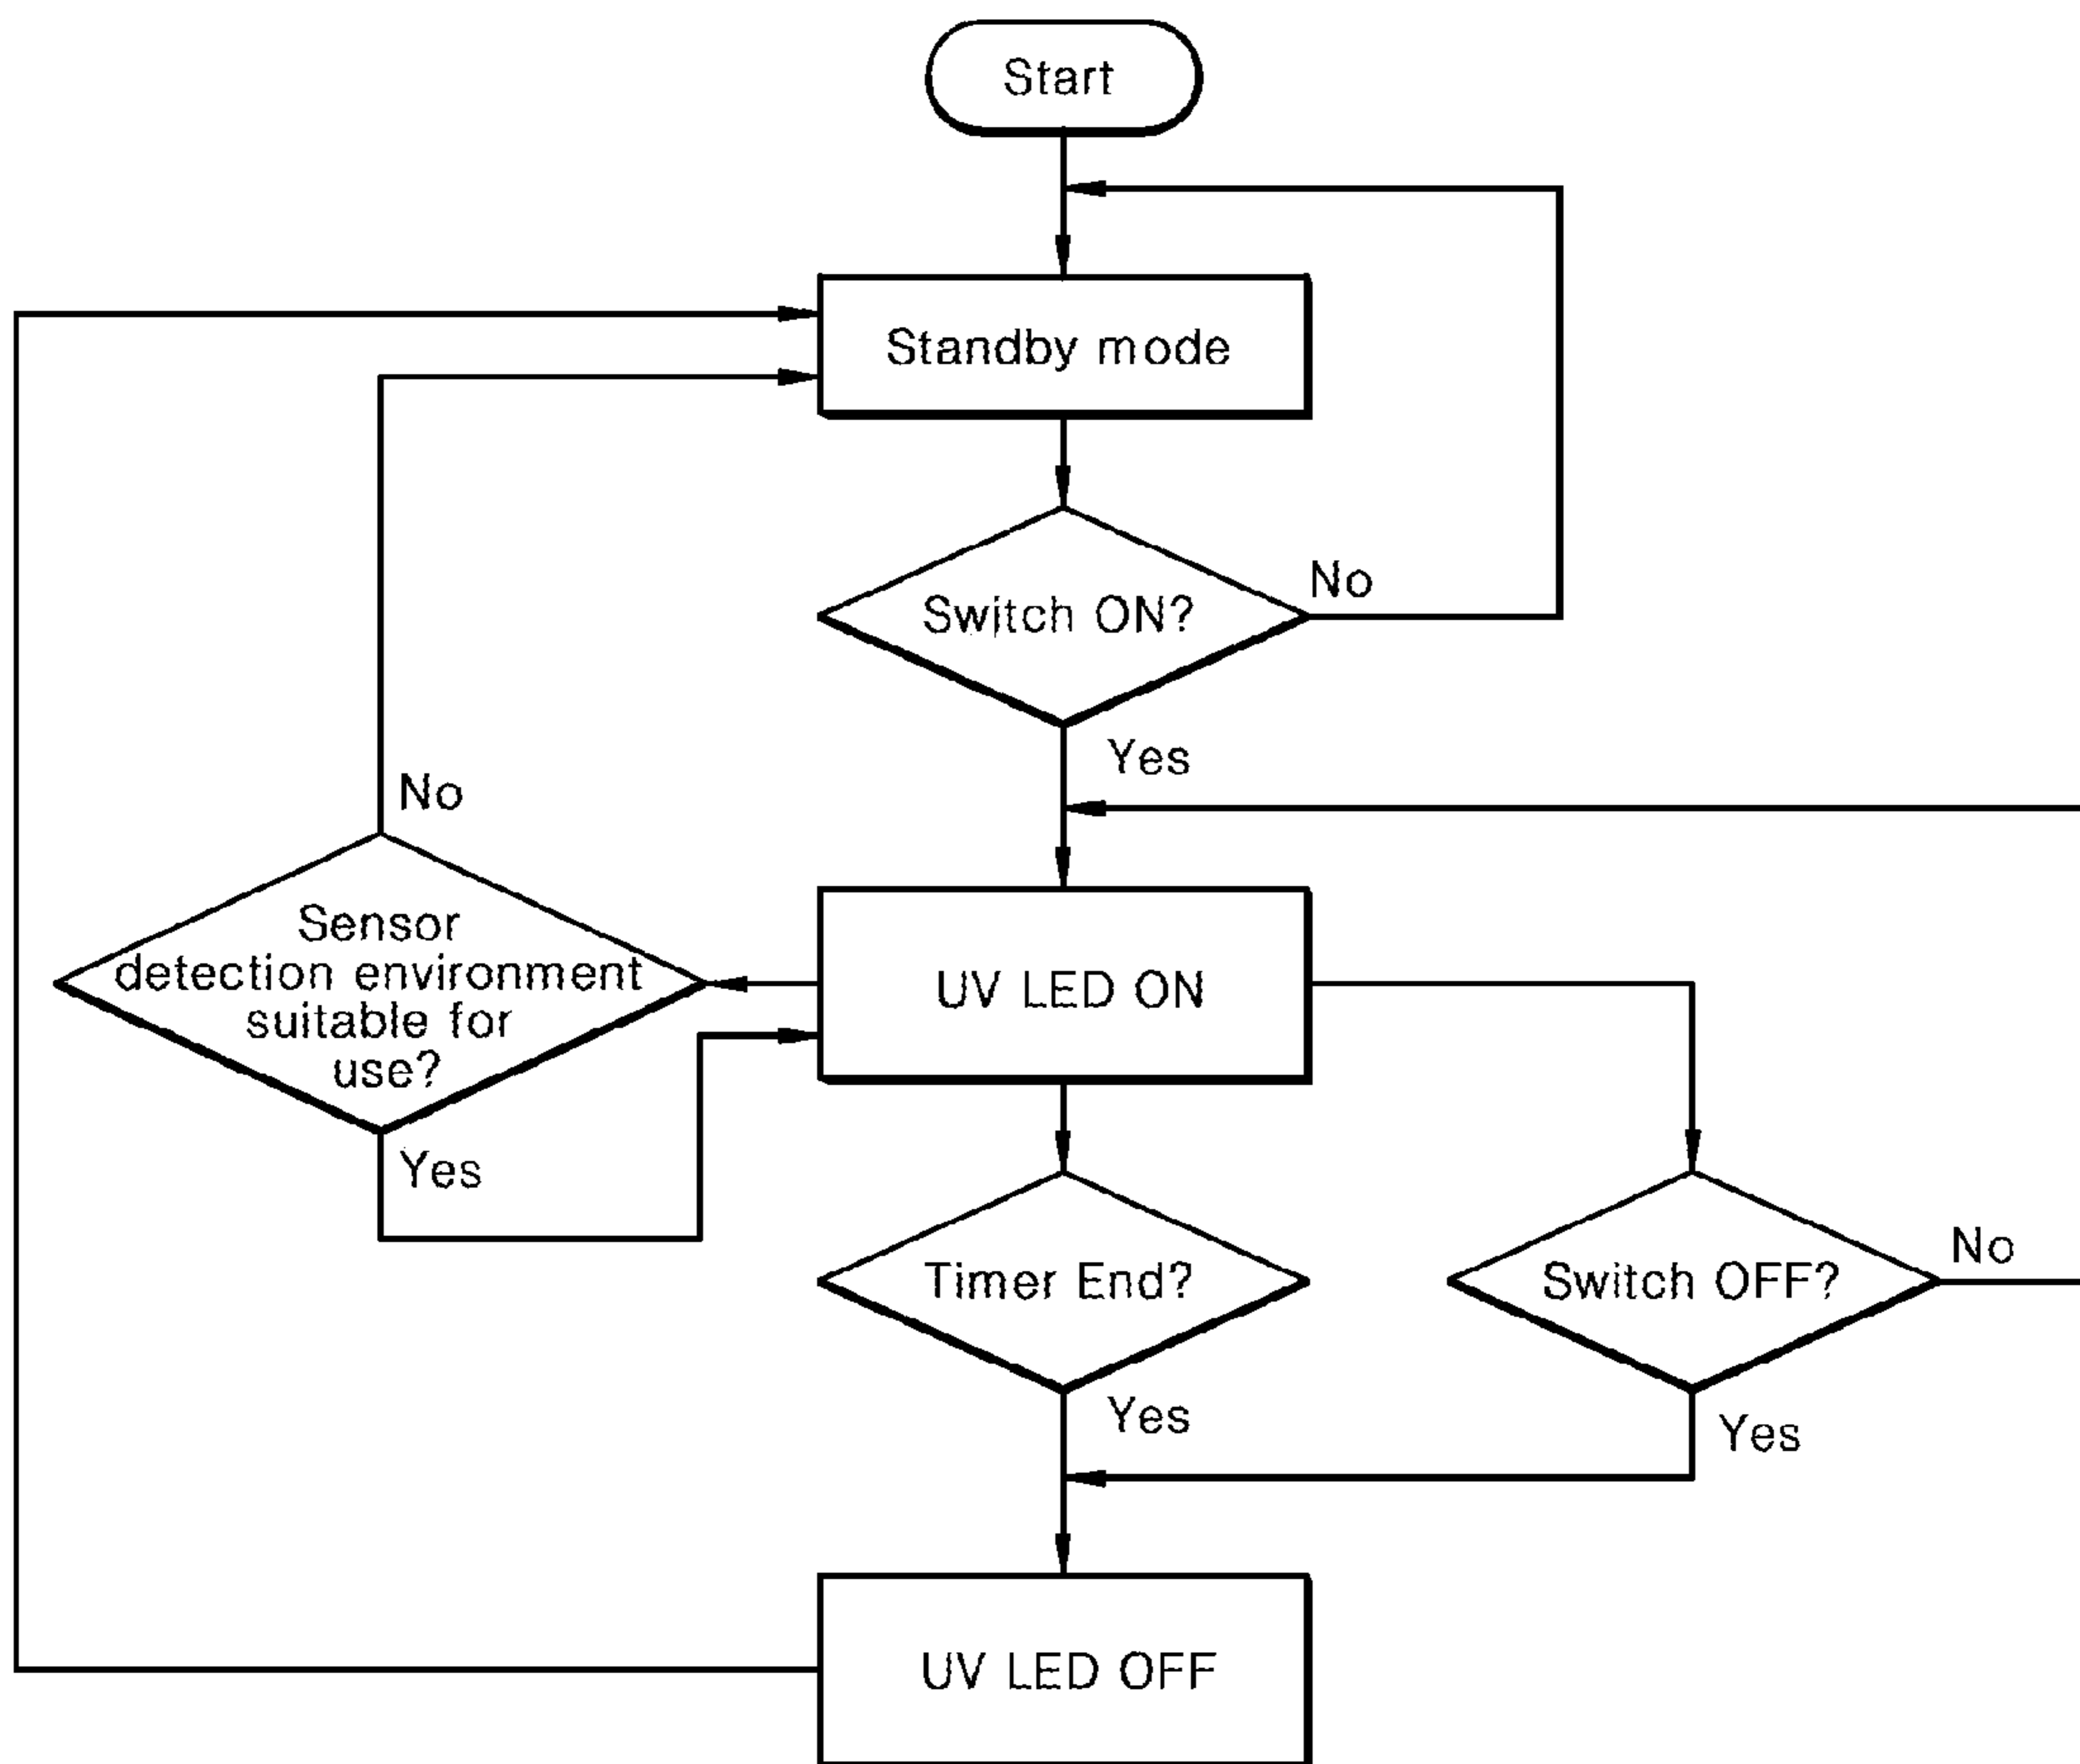 Start
Standby mode
Switch ON?
No
Yes
No
Sensor
detection environment
suitable for
use?
Yes
UV LED ON
Timer End?
Yes
Switch OFF?
No
Yes
UV LED OFF